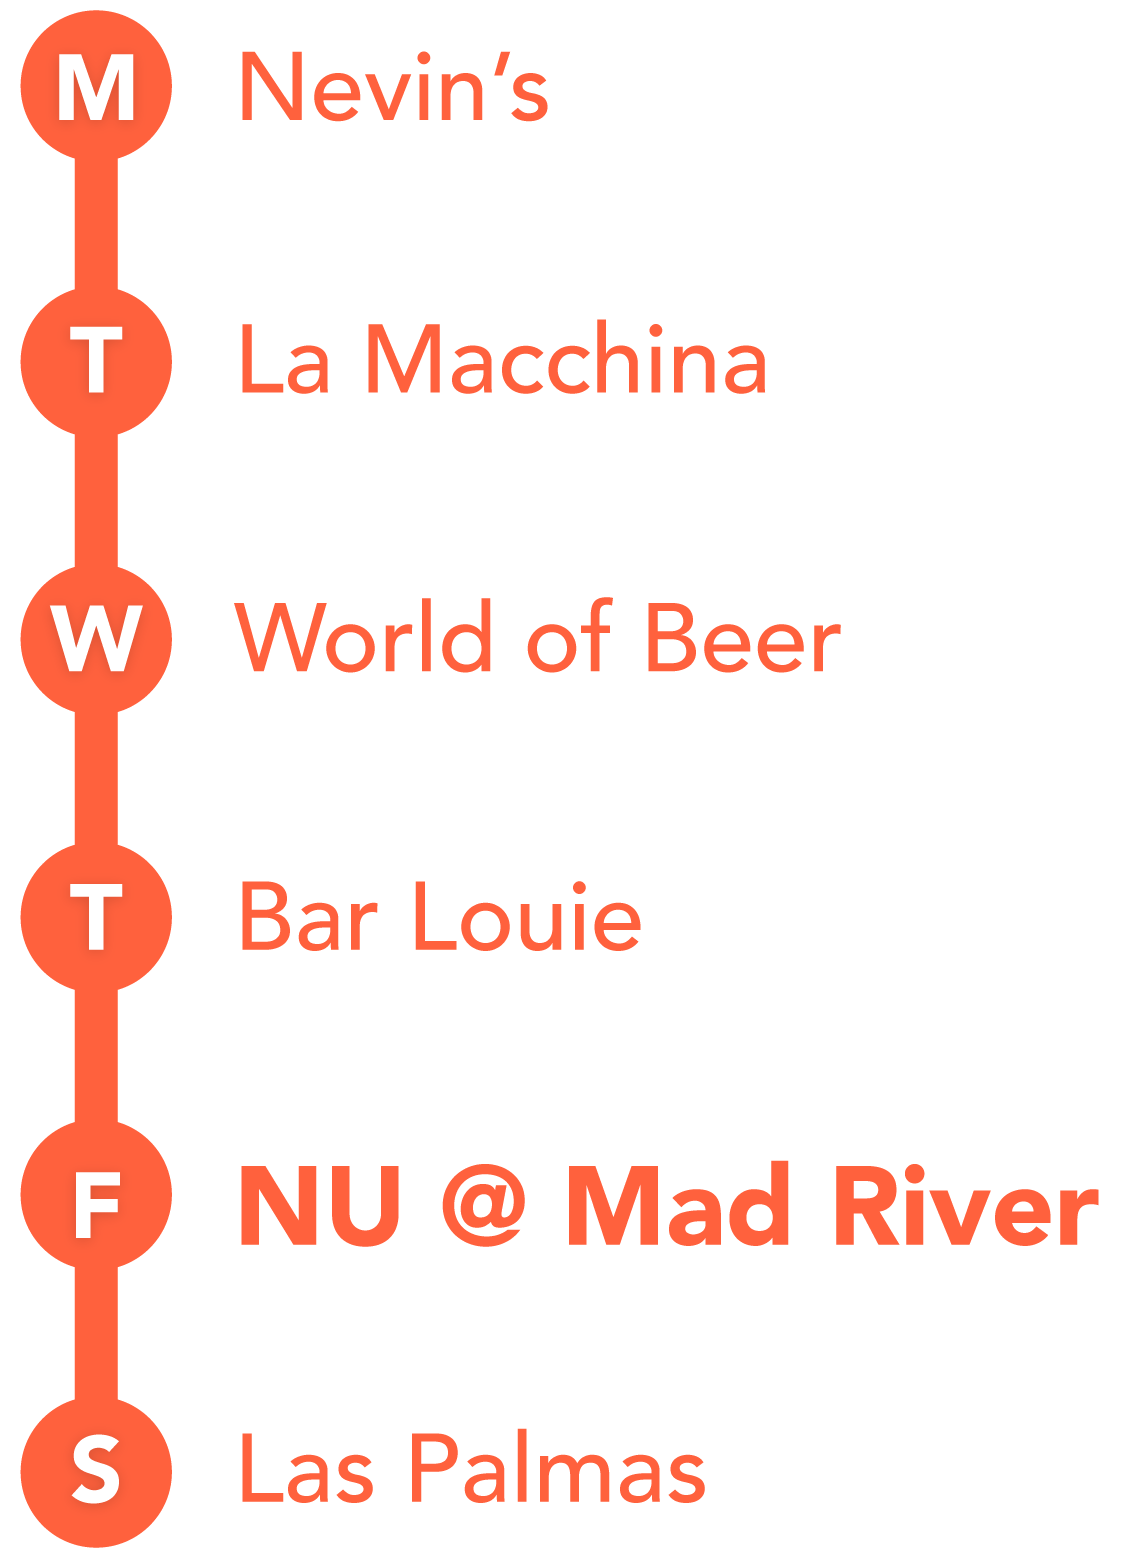 M Nevin’s
T La Macchina
W World of Beer
T Bar Louie
F NU @ Mad River
S Las Palmas